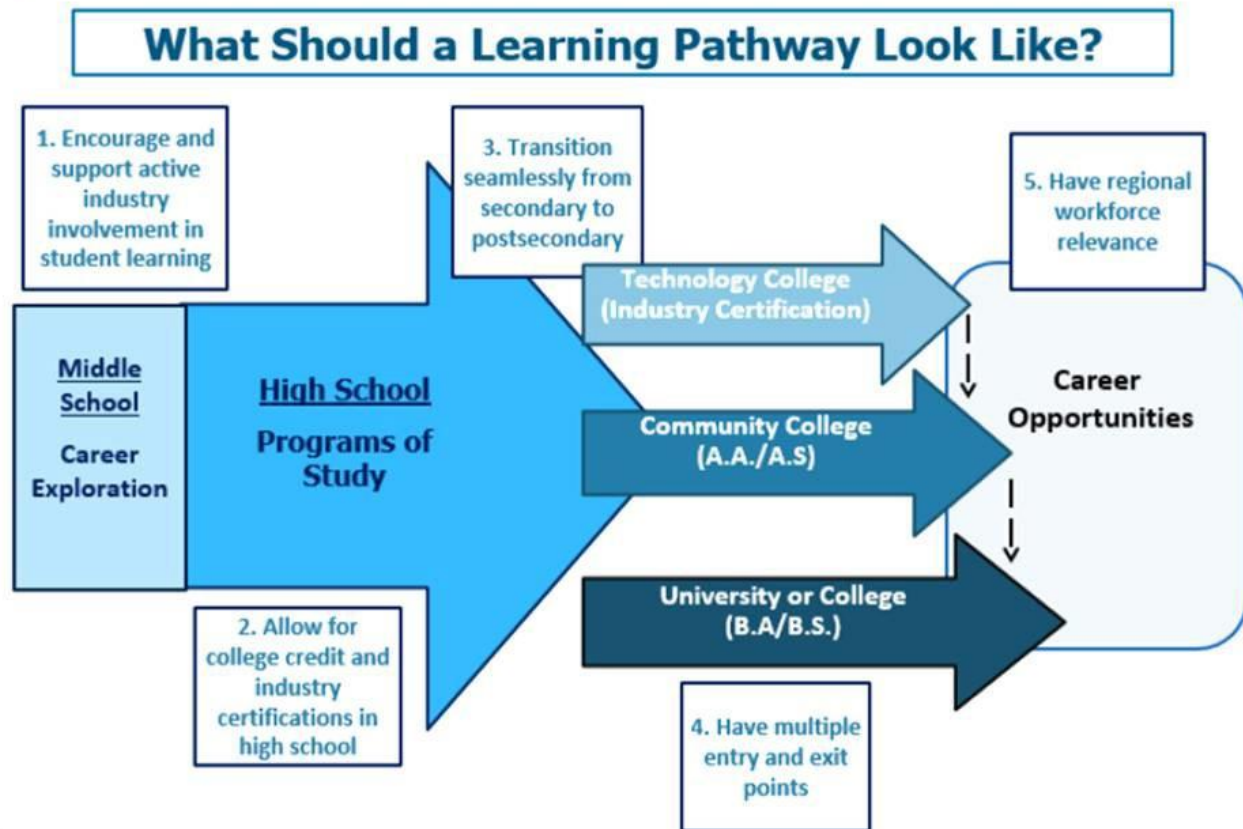 What Should a Learning Pathway Look Like?
1. Encourage and
support active
industry
involvement in
student learning
3. Transition
seamlessly from
secondary to
postsecondary
5. Have regional
workforce
relevance
Middle
School
Career
Exploration
High School
Programs of
Study
Technology College
(Industry Certification)
Community College
(A.A./A.S)
University or College
(B.A/B.S.)
Career
Opportunities
2. Allow for
college credit and
industry
certifications in
high school
4. Have multiple
entry and exit
points